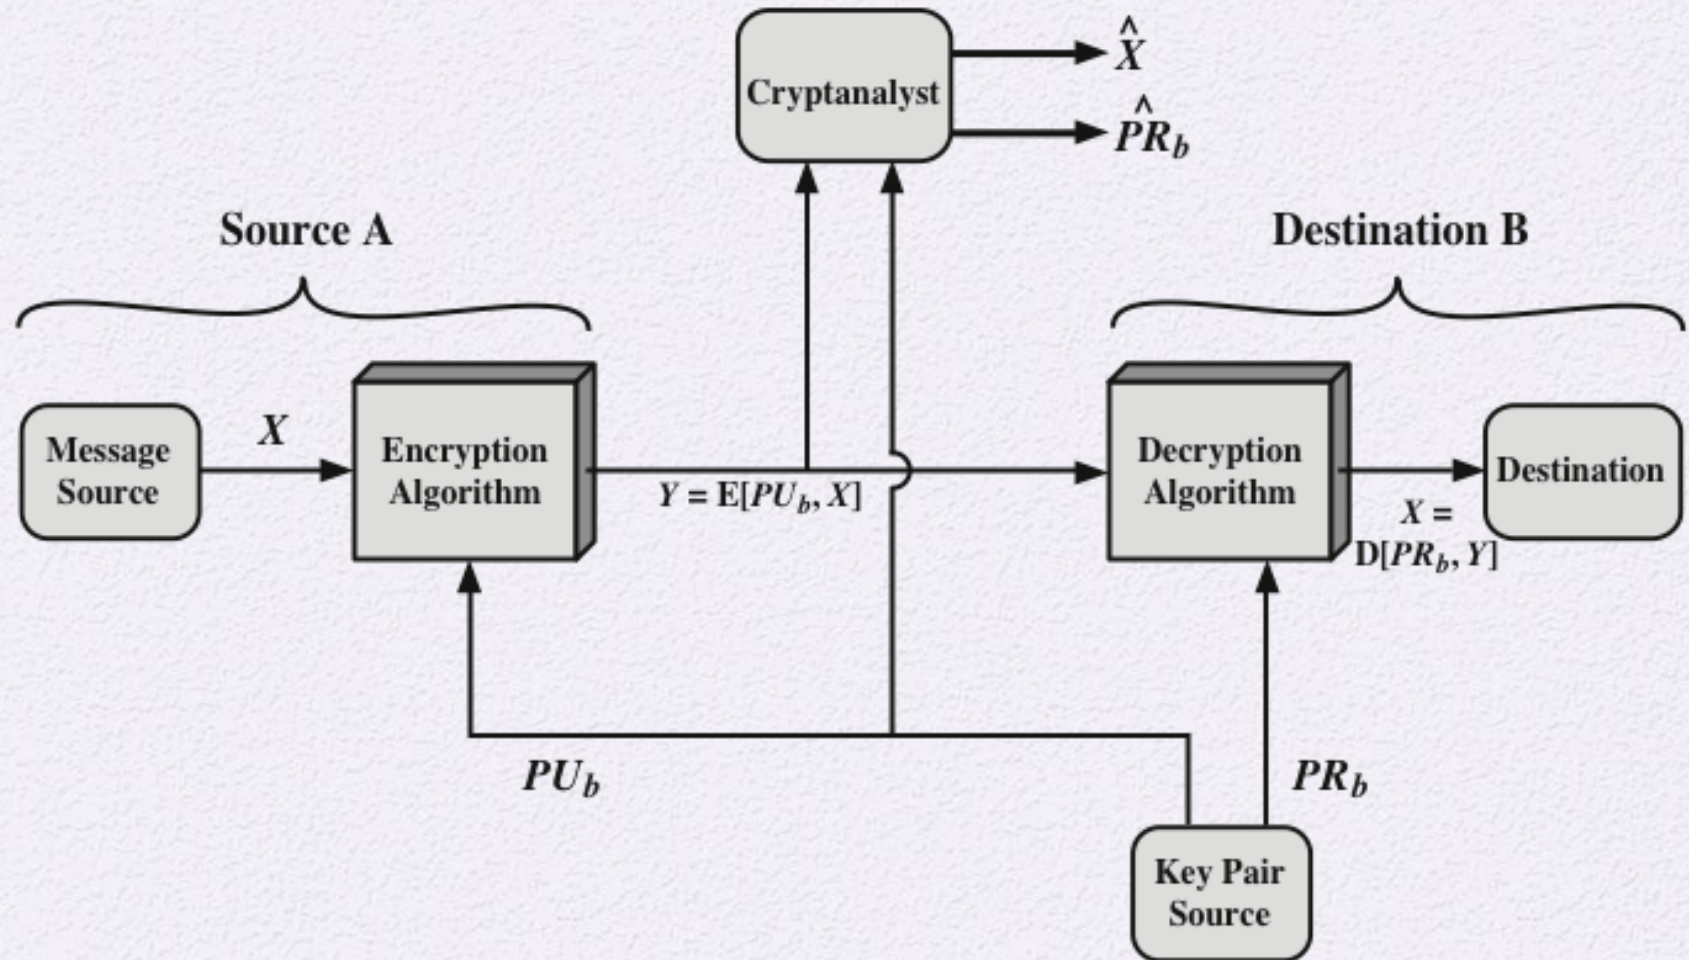 X̂
Cryptanalyst
P̂R_b
Source A
Destination B
Message
Source
X
Encryption
Algorithm
Y = E[PU_b, X]
Decryption
Algorithm
X =
D[PR_b, Y]
Destination
PU_b
PR_b
Key Pair
Source